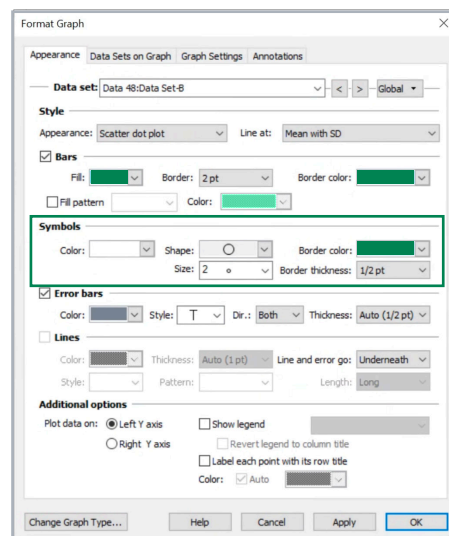 Format Graph
Appearance Data Sets on Graph Graph Settings Annotations
Data set: Data 48:Data Set-B < > Global
Style
Appearance: Scatter dot plot Line at: Mean with SD
Bars
Fill: Border: 2 pt Border color:
Fill pattern Color:
Symbols
Color: Shape: Border color:
Size: 2 Border thickness: 1/2 pt
Error bars
Color: Style: Dir.: Both Thickness: Auto (1/2 pt)
Lines
Color: Thickness: Auto (1 pt) Line and error go: Underneath
Style: Pattern: Length: Long
Additional options
Plot data on: Left Y axis Show legend
Right Y axis Revert legend to column title
Label each point with its row title
Color: Auto
Change Graph Type... Help Cancel Apply OK